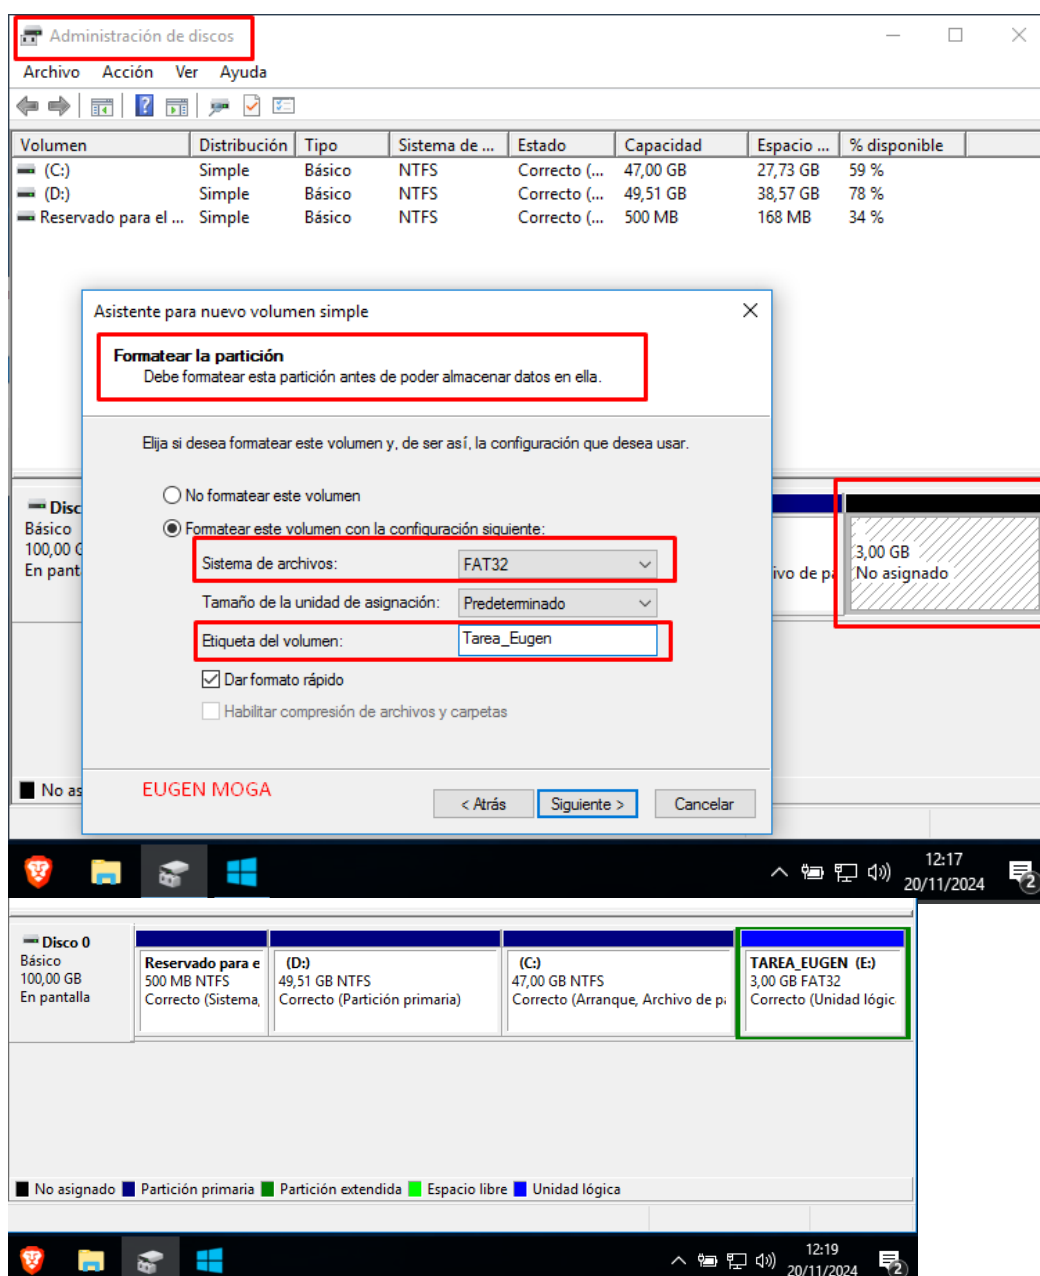 Administración de discos
Archivo Acción Ver Ayuda
Volumen Distribución Tipo Sistema de ... Estado Capacidad Espacio ... % disponible
(C:) Simple Básico NTFS Correcto (... 47,00 GB 27,73 GB 59 %
(D:) Simple Básico NTFS Correcto (... 49,51 GB 38,57 GB 78 %
Reservado para el ... Simple Básico NTFS Correcto (... 500 MB 168 MB 34 %
Asistente para nuevo volumen simple
Formatear la partición
Debe formatear esta partición antes de poder almacenar datos en ella.
Elija si desea formatear este volumen y, de ser así, la configuración que desea usar.
No formatear este volumen
Formatear este volumen con la configuración siguiente:
Sistema de archivos: FAT32
Tamaño de la unidad de asignación: Predeterminado
Etiqueta del volumen: Tarea_Eugen
Dar formato rápido
Habilitar compresión de archivos y carpetas
EUGEN MOGA
< Atrás Siguiente > Cancelar
Disc
Básico
100,00 G
En pant
ivo de pa
3,00 GB
No asignado
No as
12:17
20/11/2024
2
Disco 0
Básico
100,00 GB
En pantalla
Reservado para e
500 MB NTFS
Correcto (Sistema,
(D:)
49,51 GB NTFS
Correcto (Partición primaria)
(C:)
47,00 GB NTFS
Correcto (Arranque, Archivo de pa
TAREA_EUGEN (E:)
3,00 GB FAT32
Correcto (Unidad lógic
No asignado Partición primaria Partición extendida Espacio libre Unidad lógica
12:19
20/11/2024
2